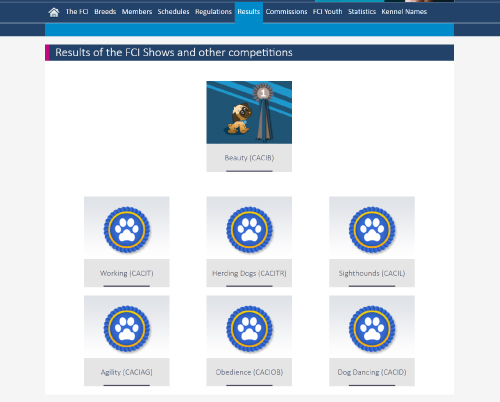 The FCI Breeds Members Schedules Regulations Results Commissions FCI Youth Statistics Kennel Names
Results of the FCI Shows and other competitions
1
Beauty (CACIB)
Working (CACIT) Herding Dogs (CACITR) Sighthounds (CACIL)
Agility (CACIAG) Obedience (CACIOB) Dog Dancing (CACID)